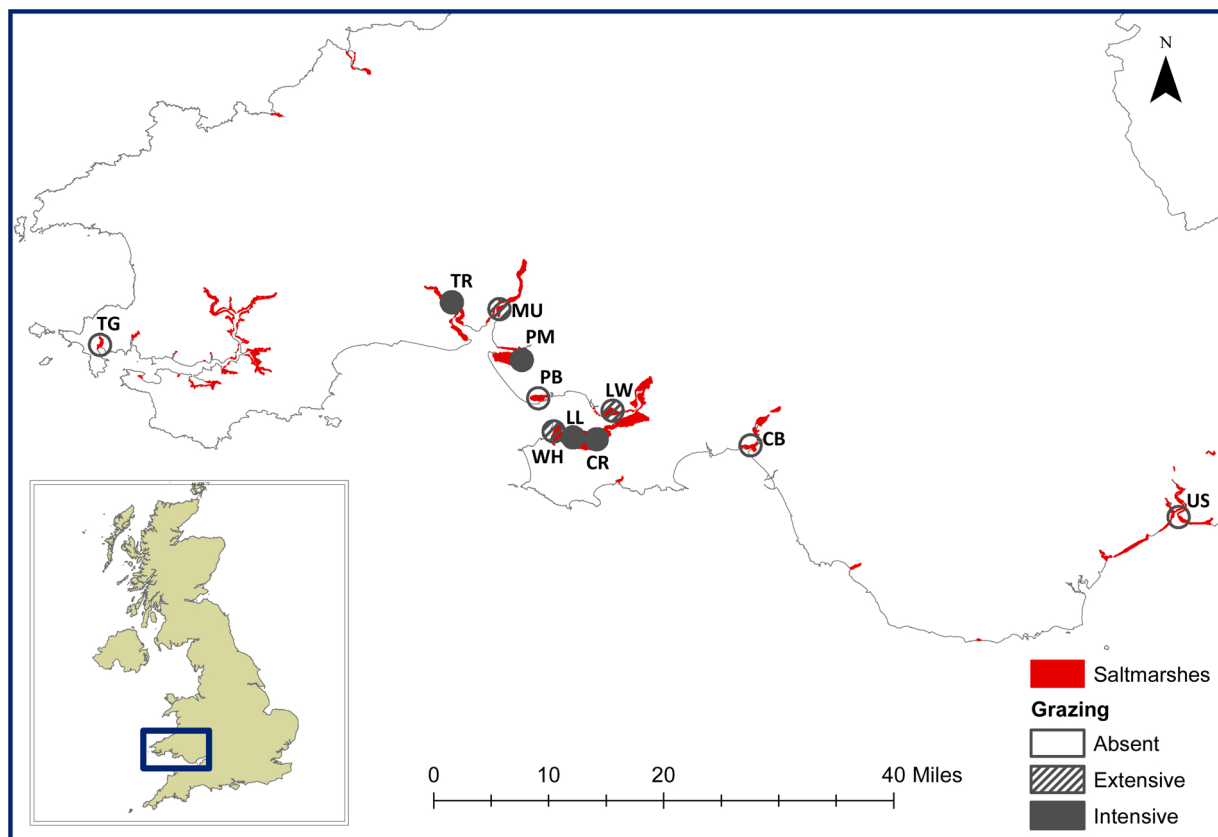 N
TR
MU
TG
PM
PB
LW
LL
WH
CR
CB
US
Saltmarshes
Grazing
Absent
Extensive
Intensive
0 10 20 40 Miles